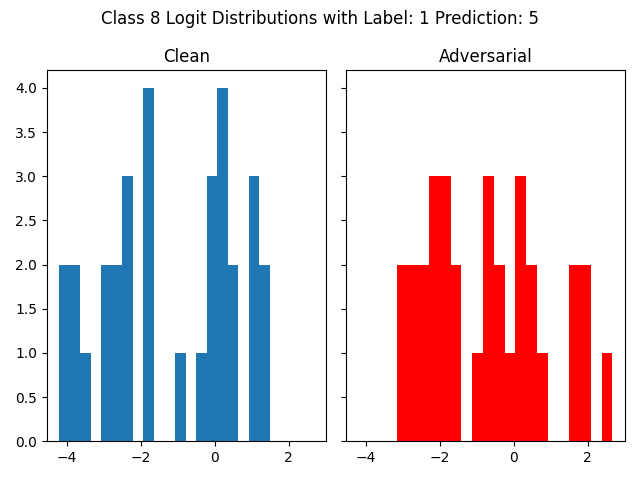 Class 8 Logit Distributions with Label: 1 Prediction: 5
Clean
Adversarial
4.0
3.5
3.0
2.5
2.0
1.5
1.0
0.5
0.0
−4 −2 0 2
−4 −2 0 2